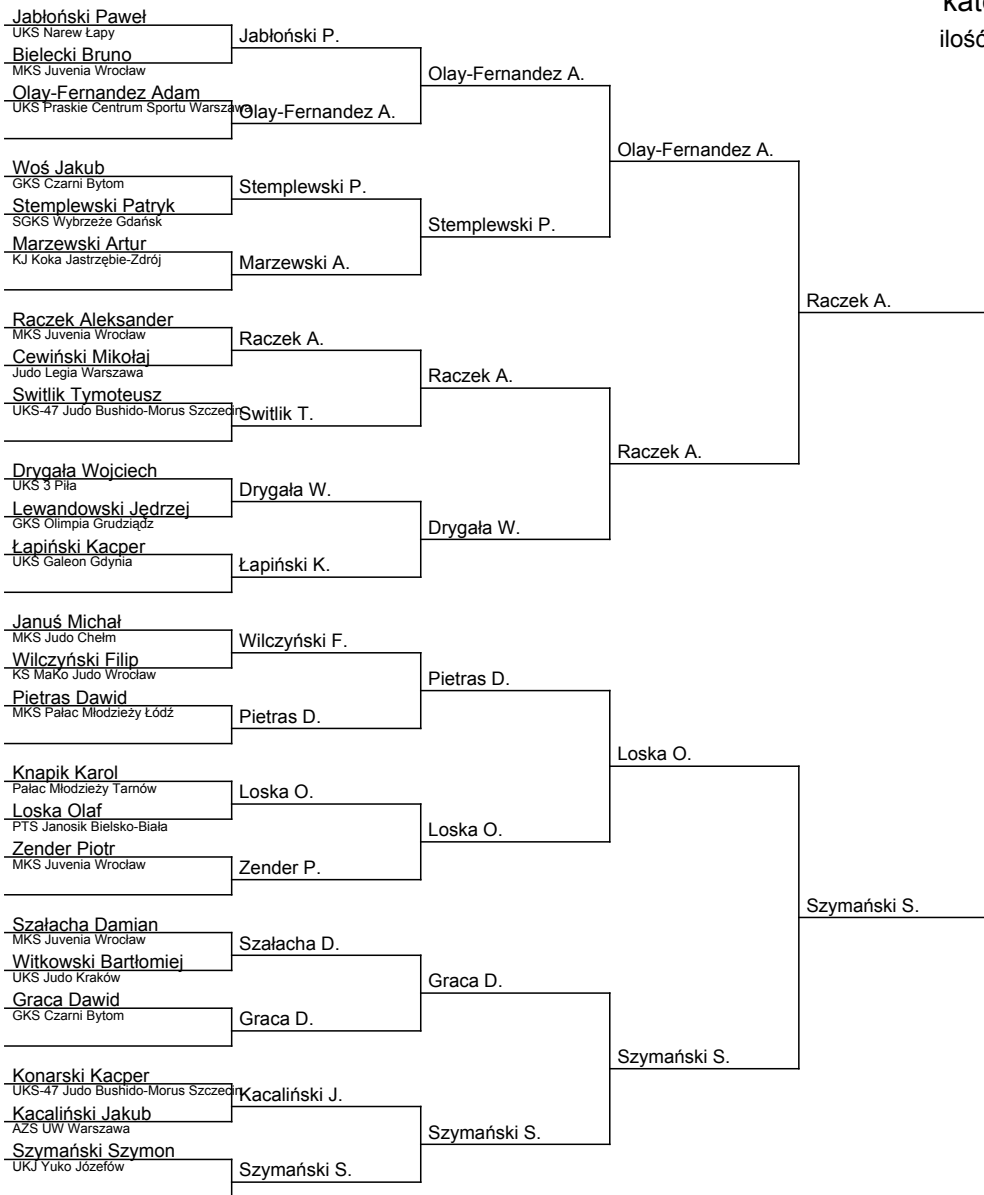 kat
ilość
Jabłoński Paweł
UKS Narew Łapy
Jabłoński P.
Bielecki Bruno
MKS Juvenia Wrocław
Olay-Fernandez A.
Olay-Fernandez Adam
UKS Praskie Centrum Sportu Warszawa
Olay-Fernandez A.
Olay-Fernandez A.
Woś Jakub
GKS Czarni Bytom
Stemplewski P.
Stemplewski Patryk
SGKS Wybrzeże Gdańsk
Stemplewski P.
Marzewski Artur
KJ Koka Jastrzębie-Zdrój
Marzewski A.
Raczek A.
Raczek Aleksander
MKS Juvenia Wrocław
Raczek A.
Cewiński Mikołaj
Judo Legia Warszawa
Raczek A.
Switlik Tymoteusz
UKS-47 Judo Bushido-Morus Szczecin
Switlik T.
Raczek A.
Drygała Wojciech
UKS 3 Piła
Drygała W.
Lewandowski Jędrzej
GKS Olimpia Grudziądz
Drygała W.
Łapiński Kacper
UKS Galeon Gdynia
Łapiński K.
Januś Michał
MKS Judo Chełm
Wilczyński F.
Wilczyński Filip
KS MaKo Judo Wrocław
Pietras D.
Pietras Dawid
MKS Pałac Młodzieży Łódź
Pietras D.
Loska O.
Knapik Karol
Pałac Młodzieży Tarnów
Loska O.
Loska Olaf
PTS Janosik Bielsko-Biała
Loska O.
Zender Piotr
MKS Juvenia Wrocław
Zender P.
Szymański S.
Szałacha Damian
MKS Juvenia Wrocław
Szałacha D.
Witkowski Bartłomiej
UKS Judo Kraków
Graca D.
Graca Dawid
GKS Czarni Bytom
Graca D.
Szymański S.
Konarski Kacper
UKS-47 Judo Bushido-Morus Szczecin
Kacaliński J.
Kacaliński Jakub
AZS UW Warszawa
Szymański S.
Szymański Szymon
UKJ Yuko Józefów
Szymański S.